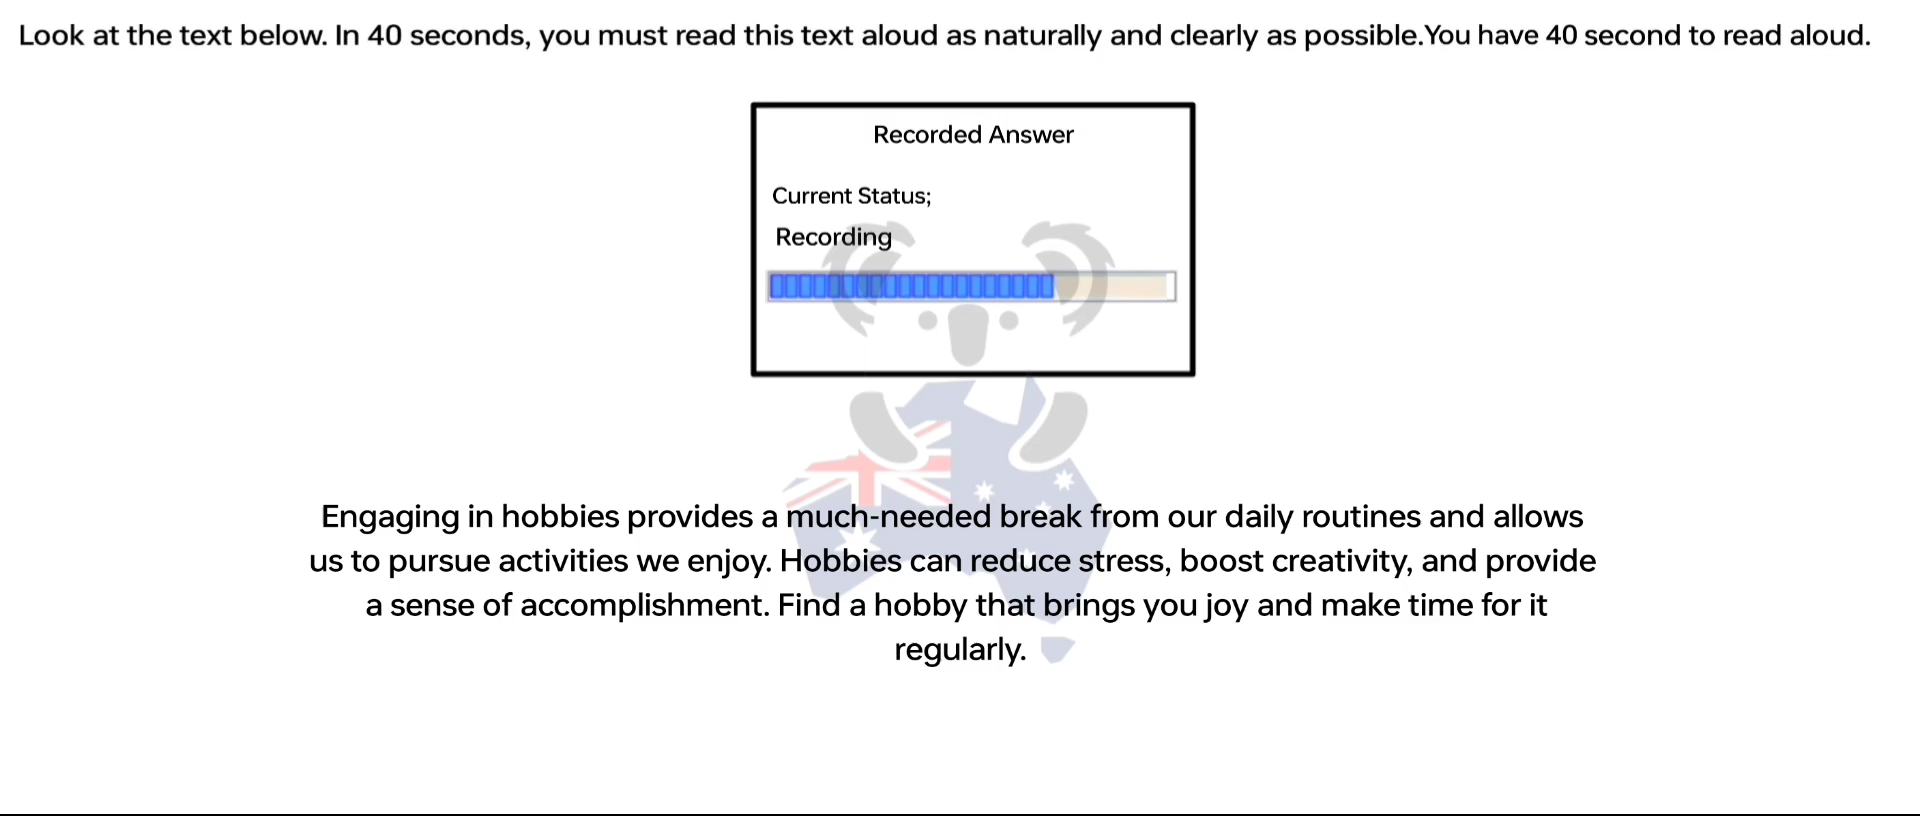 Look at the text below. In 40 seconds, you must read this text aloud as naturally and clearly as possible.You have 40 second to read aloud.
Recorded Answer
Current Status;
Recording
Engaging in hobbies provides a much-needed break from our daily routines and allows
us to pursue activities we enjoy. Hobbies can reduce stress, boost creativity, and provide
a sense of accomplishment. Find a hobby that brings you joy and make time for it
regularly.